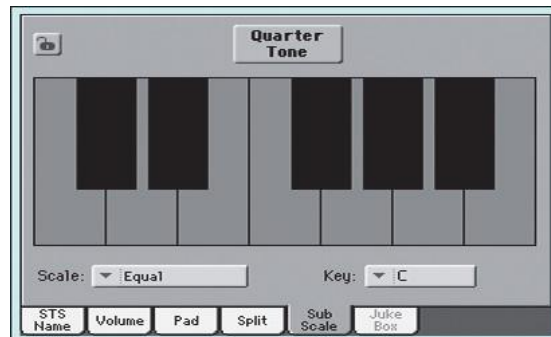 Quarter
Tone
Scale: Equal
Key: C
STS
Name
Volume
Pad
Split
Sub
Scale
Juke
Box